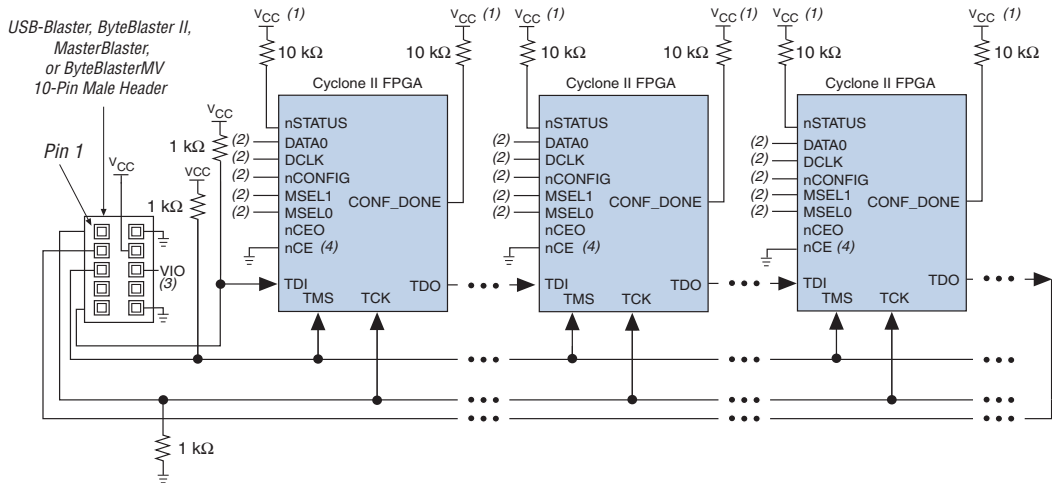 USB-Blaster, ByteBlaster II,
MasterBlaster,
or ByteBlasterMV
10-Pin Male Header
Pin 1
VCC
VIO
(3)
1 kΩ
VCC
1 kΩ
VCC
1 kΩ
VCC (1)
10 kΩ
VCC (1)
10 kΩ
Cyclone II FPGA
nSTATUS
(2) DATA0
(2) DCLK
(2) nCONFIG
(2) MSEL1
(2) MSEL0
CONF_DONE
nCEO
nCE (4)
TDI
TDO
TMS
TCK
VCC (1)
10 kΩ
VCC (1)
10 kΩ
Cyclone II FPGA
nSTATUS
(2) DATA0
(2) DCLK
(2) nCONFIG
(2) MSEL1
(2) MSEL0
CONF_DONE
nCEO
nCE (4)
TDI
TDO
TMS
TCK
VCC (1)
10 kΩ
VCC (1)
10 kΩ
Cyclone II FPGA
nSTATUS
(2) DATA0
(2) DCLK
(2) nCONFIG
(2) MSEL1
(2) MSEL0
CONF_DONE
nCEO
nCE (4)
TDI
TDO
TMS
TCK